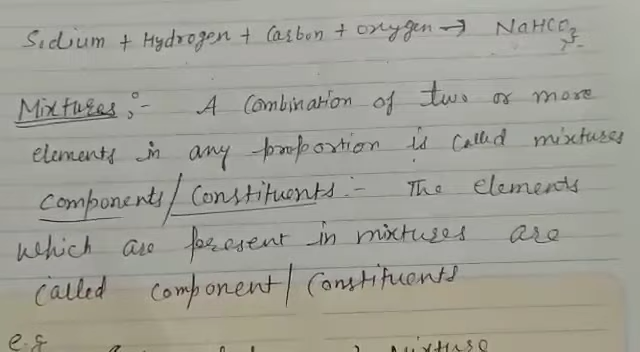 Sodium + Hydrogen + Carbon + oxygen → NaHCO3
Mixtures :- A Combination of two or more
elements in any proportion is called mixtures
components/Constituents :- The elements
which are present in mixtures are
called component/Constituents
e.g